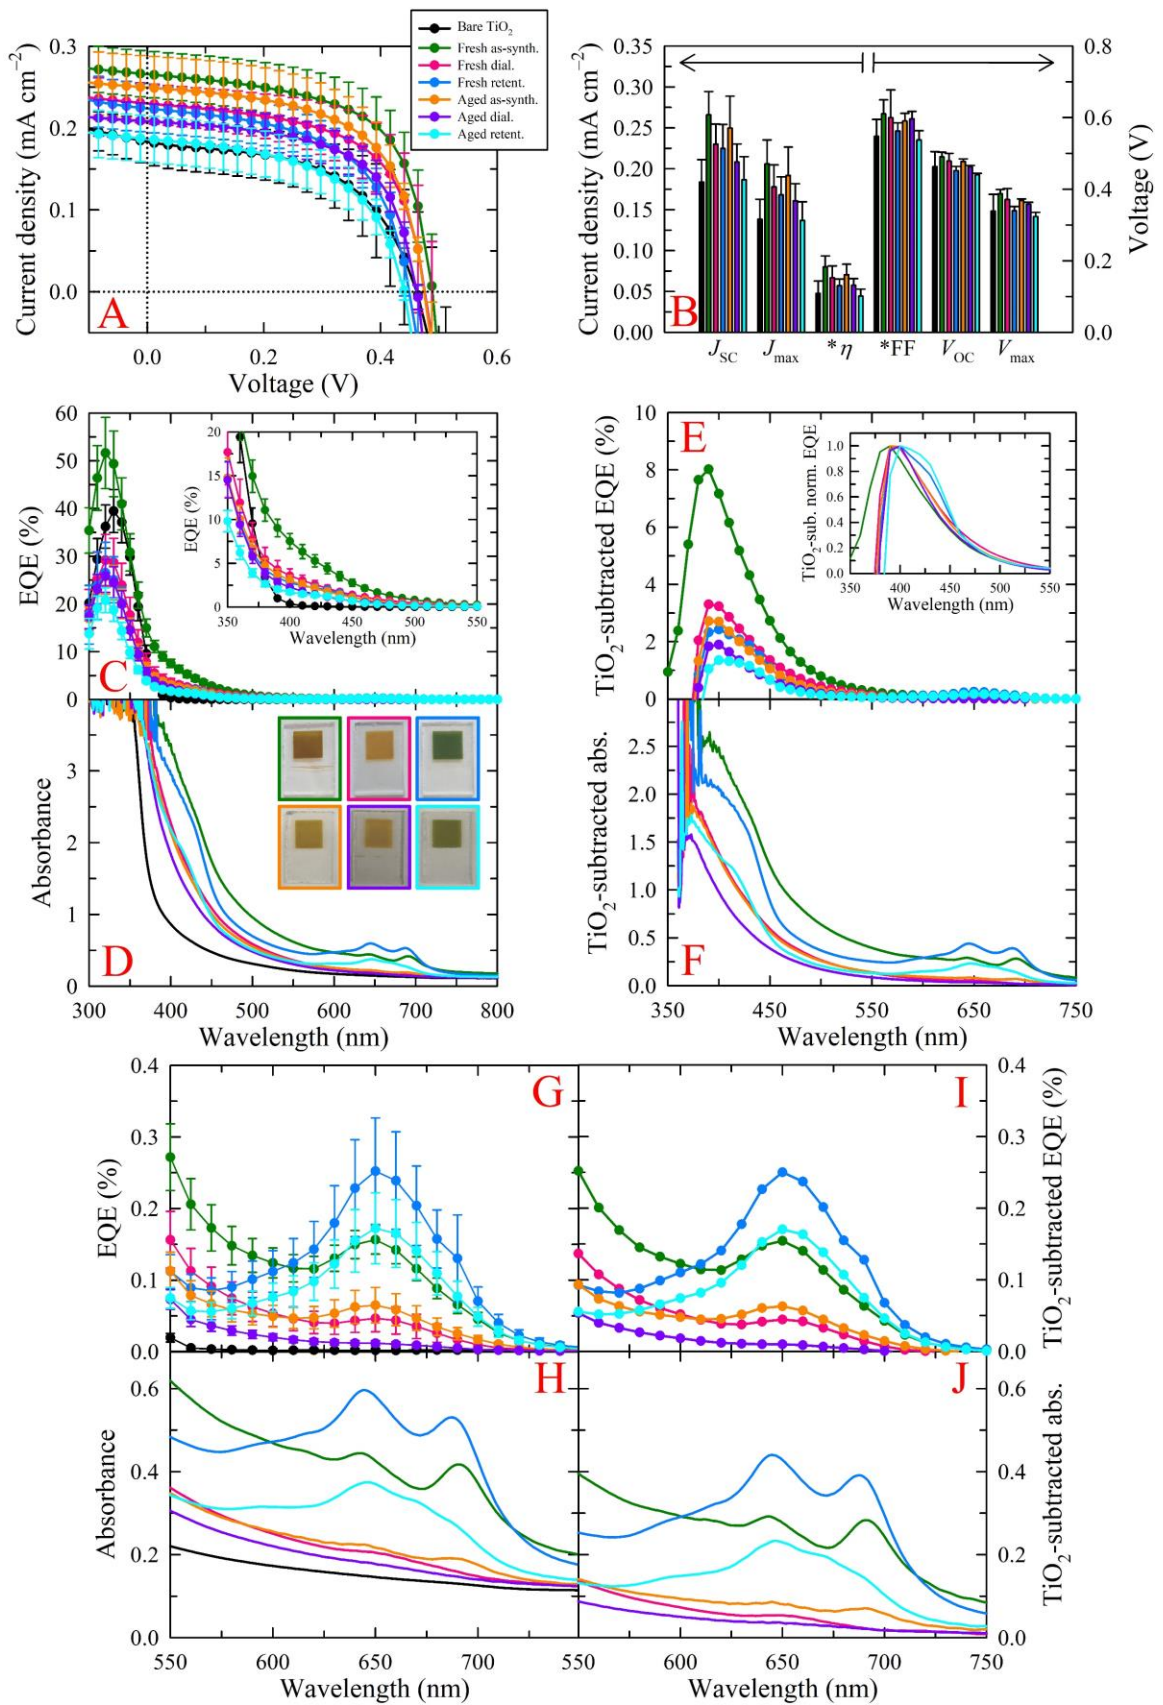 Bare TiO₂
Fresh as-synth.
Fresh dial.
Fresh retent.
Aged as-synth.
Aged dial.
Aged retent.
Current density (mA cm⁻²)
0.3
0.2
0.1
0.0
A
0.0 0.2 0.4 0.6
Voltage (V)
Current density (mA cm⁻²)
0.35
0.30
0.25
0.20
0.15
0.10
0.05
0.00
B
J_SC J_max *η *FF V_OC V_max
0.8
0.6
0.4
0.2
0.0
Voltage (V)
EQE (%)
60
50
40
30
20
10
0
C
EQE (%)
20
15
10
5
0
350 400 450 500 550
Wavelength (nm)
TiO₂-subtracted EQE (%)
10
8
6
4
2
0
E
TiO₂-sub. norm. EQE
1.0
0.8
0.6
0.4
0.2
0.0
350 400 450 500 550
Wavelength (nm)
Absorbance
3
2
1
0
D
300 400 500 600 700 800
Wavelength (nm)
TiO₂-subtracted abs.
2.5
2.0
1.5
1.0
0.5
0.0
F
350 450 550 650 750
Wavelength (nm)
EQE (%)
0.4
0.3
0.2
0.1
0.0
G
I
0.4
0.3
0.2
0.1
0.0
TiO₂-subtracted EQE (%)
Absorbance
0.6
0.4
0.2
0.0
H
J
0.6
0.4
0.2
0.0
TiO₂-subtracted abs.
550 600 650 700 550 600 650 700 750
Wavelength (nm) Wavelength (nm)